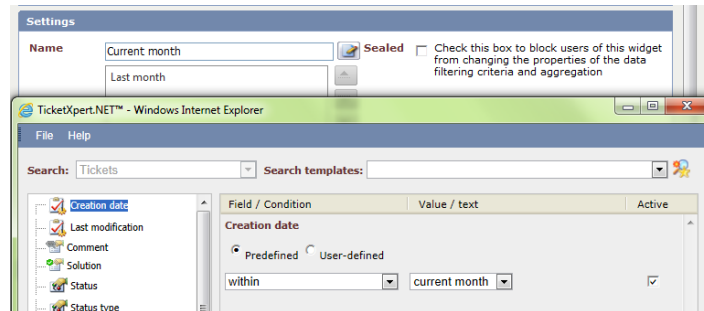 Settings
Name Current month Sealed Check this box to block users of this widget
from changing the properties of the data
filtering criteria and aggregation
Last month
TicketXpert.NET™ - Windows Internet Explorer
File Help
Search: Tickets Search templates:
Creation date Field / Condition Value / text Active
Last modification Creation date
Comment Predefined User-defined
Solution
Status within current month
Status type